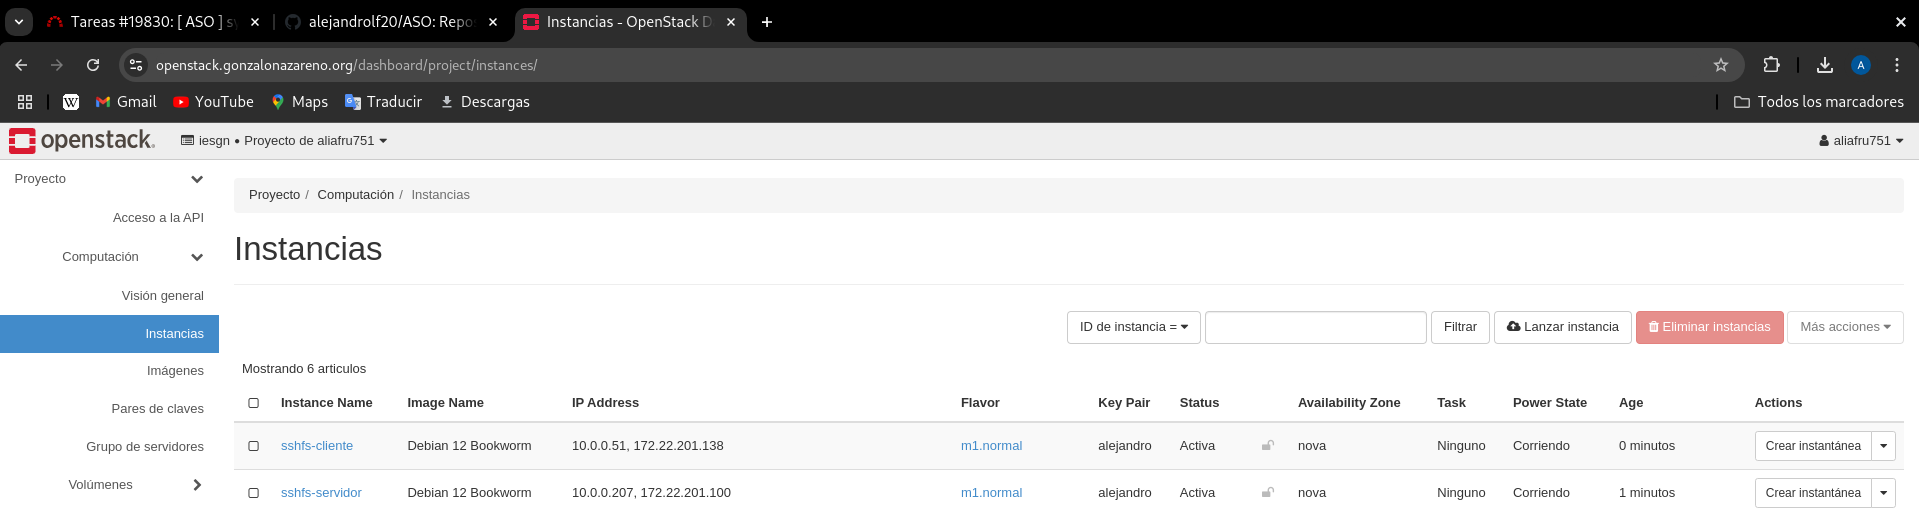 Tareas #19830: [ ASO ] sy
alejandrolf20/ASO: Repos
Instancias - OpenStack D
openstack.gonzalonazareno.org/dashboard/project/instances/
A
W
Gmail
YouTube
Maps
Traducir
Descargas
Todos los marcadores
openstack.
iesgn • Proyecto de aliafru751
aliafru751
Proyecto
Acceso a la API
Computación
Visión general
Instancias
Imágenes
Pares de claves
Grupo de servidores
Volúmenes
Proyecto / Computación / Instancias
Instancias
ID de instancia =
Filtrar
Lanzar instancia
Eliminar instancias
Más acciones
Mostrando 6 articulos
Instance Name Image Name IP Address Flavor Key Pair Status Availability Zone Task Power State Age Actions
sshfs-cliente Debian 12 Bookworm 10.0.0.51, 172.22.201.138 m1.normal alejandro Activa nova Ninguno Corriendo 0 minutos Crear instantánea
sshfs-servidor Debian 12 Bookworm 10.0.0.207, 172.22.201.100 m1.normal alejandro Activa nova Ninguno Corriendo 1 minutos Crear instantánea